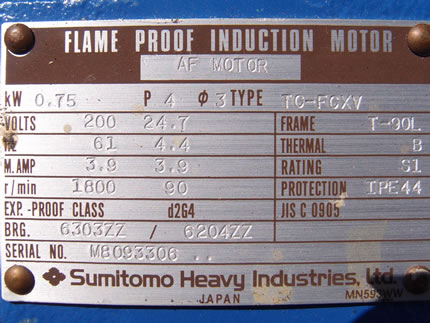 FLAME PROOF INDUCTION MOTOR
AF MOTOR
kW 0.75 P 4 φ 3 TYPE TC-FCXV
VOLTS 200 24.7 FRAME T-90L
61 4.4 THERMAL B
M.AMP 3.9 3.9 RATING S1
r/min 1800 90 PROTECTION IPE44
EXP.-PROOF CLASS d2G4 JIS C 0905
BRG. 6303ZZ / 6204ZZ
SERIAL NO. M8093306 ..
Sumitomo Heavy Industries, Ltd.
JAPAN MN593WW